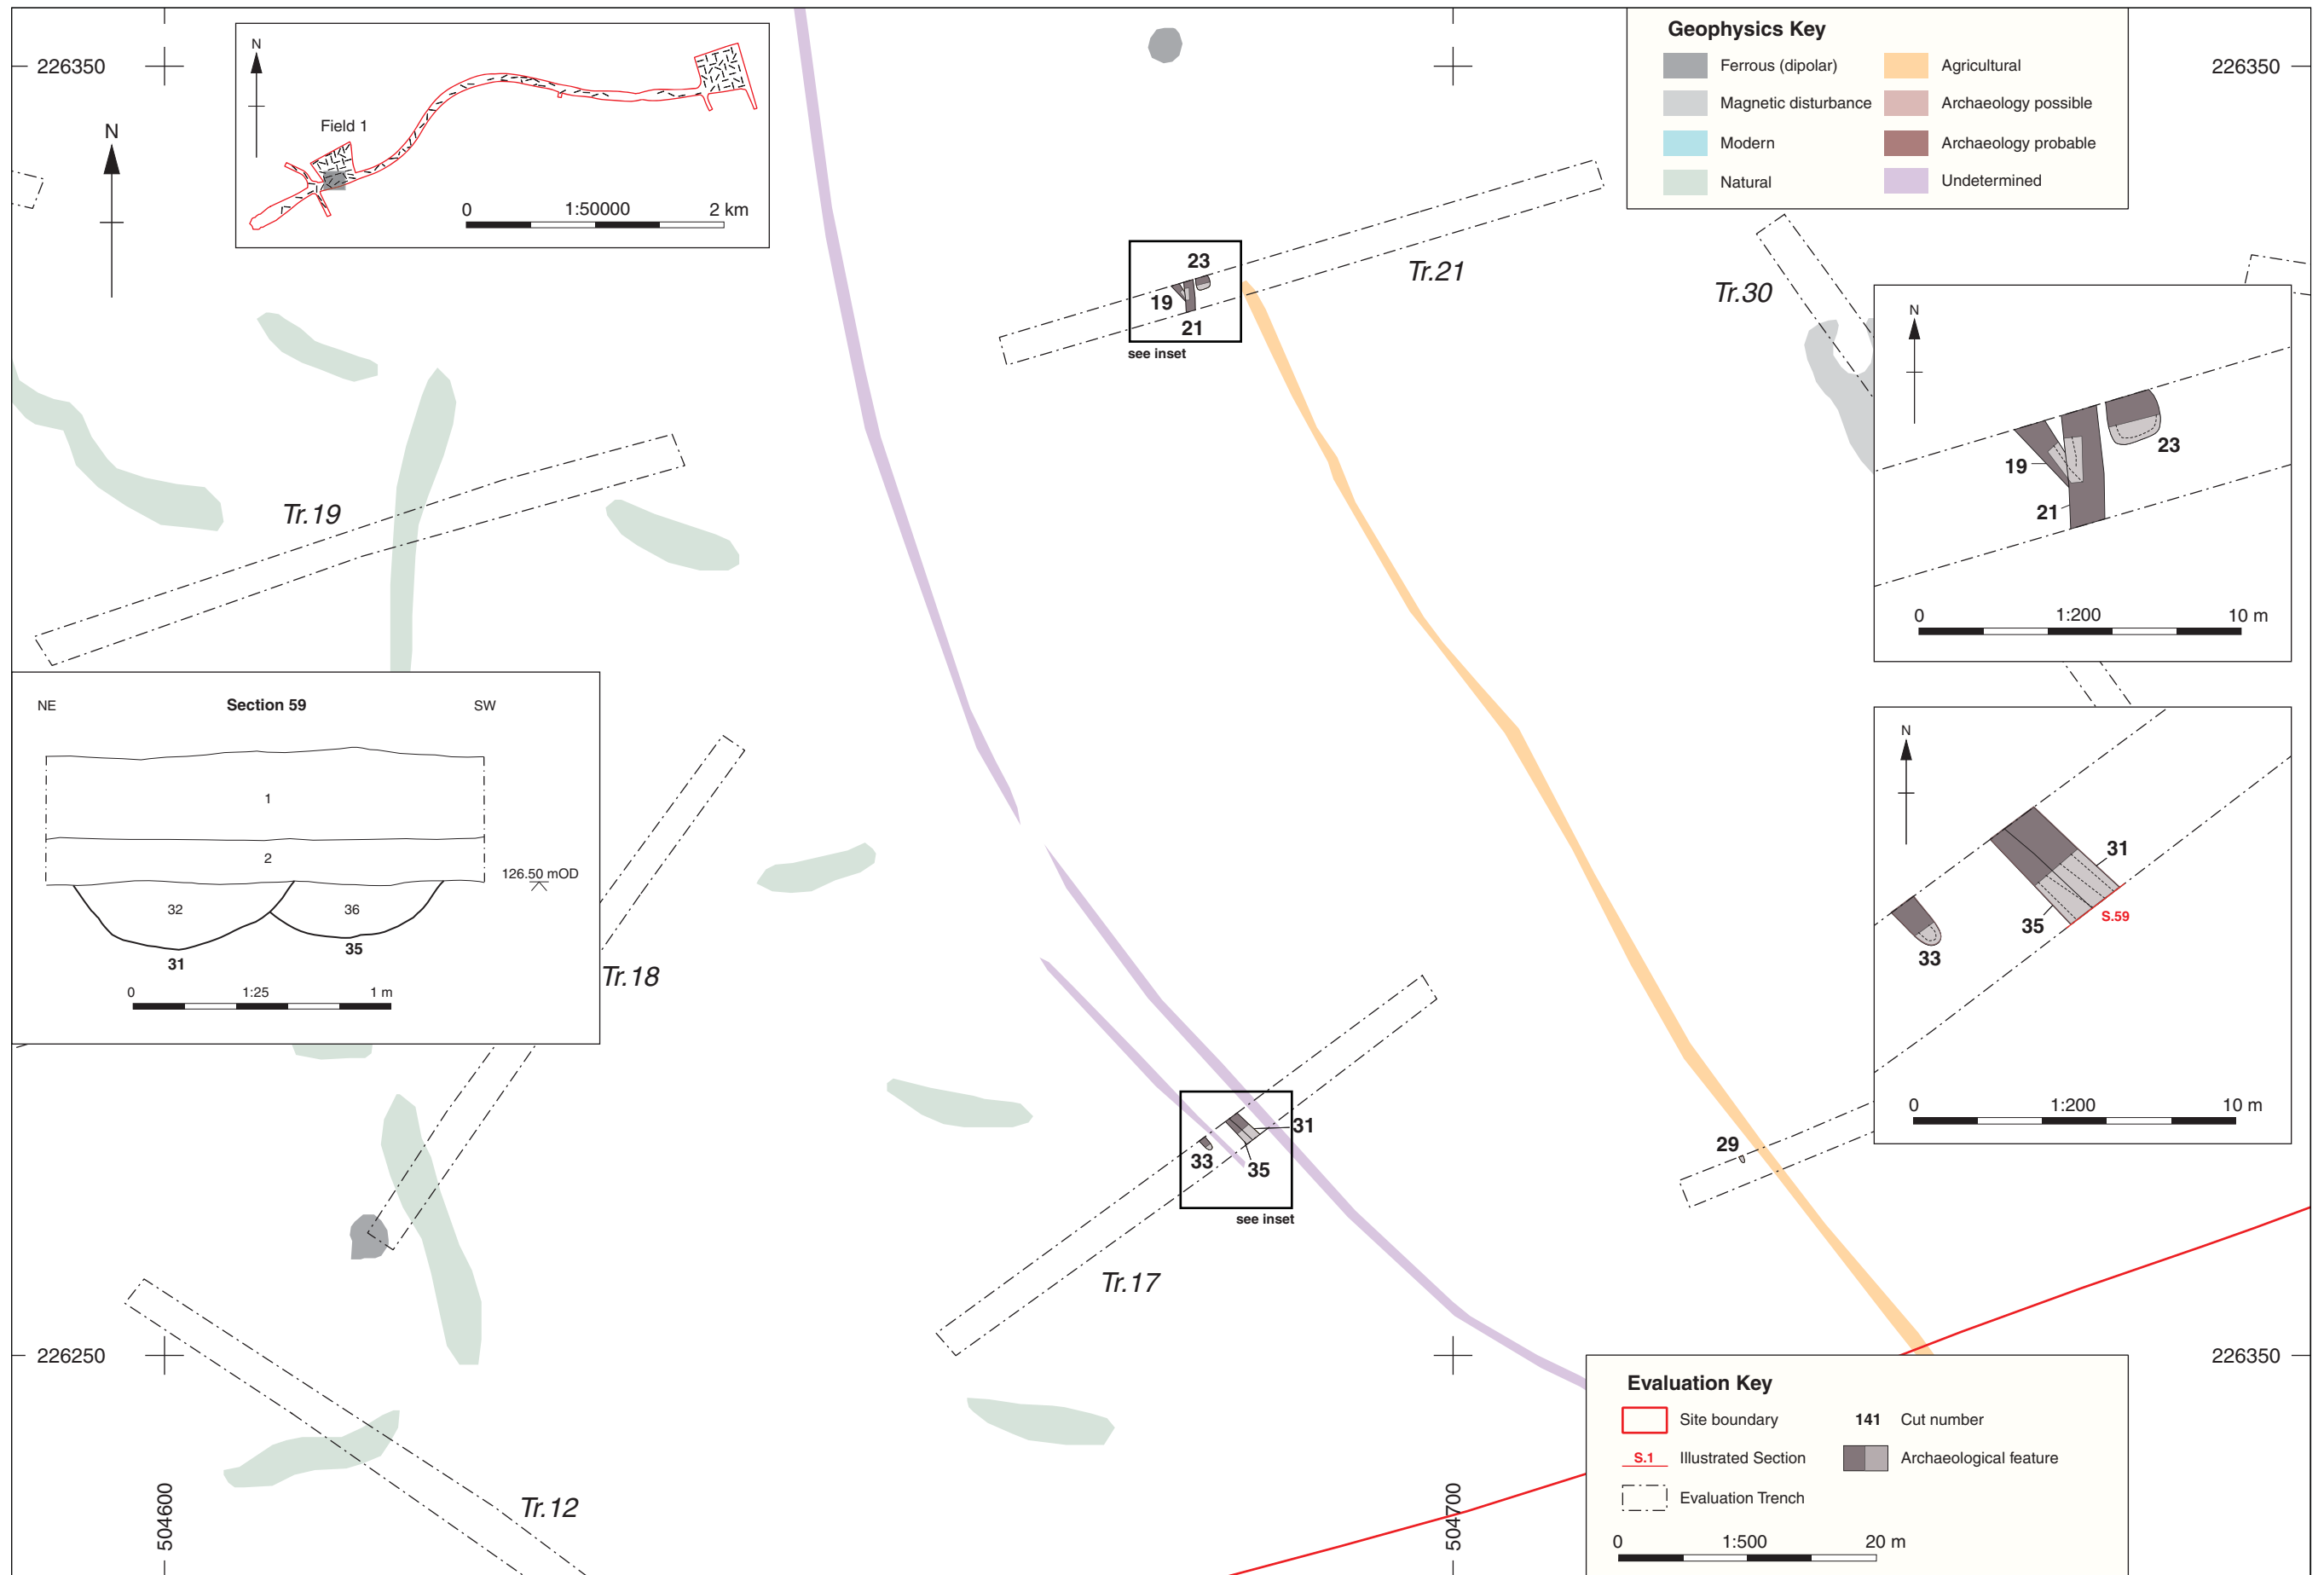 226350
N
Field 1
0 1:50000 2 km
N
Geophysics Key
Ferrous (dipolar)
Agricultural
Magnetic disturbance
Archaeology possible
Modern
Archaeology probable
Natural
Undetermined
226350
23
19
21
see inset
Tr.21
Tr.30
N
23
19
21
0 1:200 10 m
Tr.19
NE Section 59 SW
1
2
126.50 mOD
32
36
35
31
0 1:25 1 m
Tr.18
N
31
S.59
35
33
0 1:200 10 m
31
33
35
see inset
29
Tr.17
226250
226350
Tr.12
504600
504700
Evaluation Key
Site boundary
141 Cut number
S.1 Illustrated Section
Archaeological feature
Evaluation Trench
0 1:500 20 m